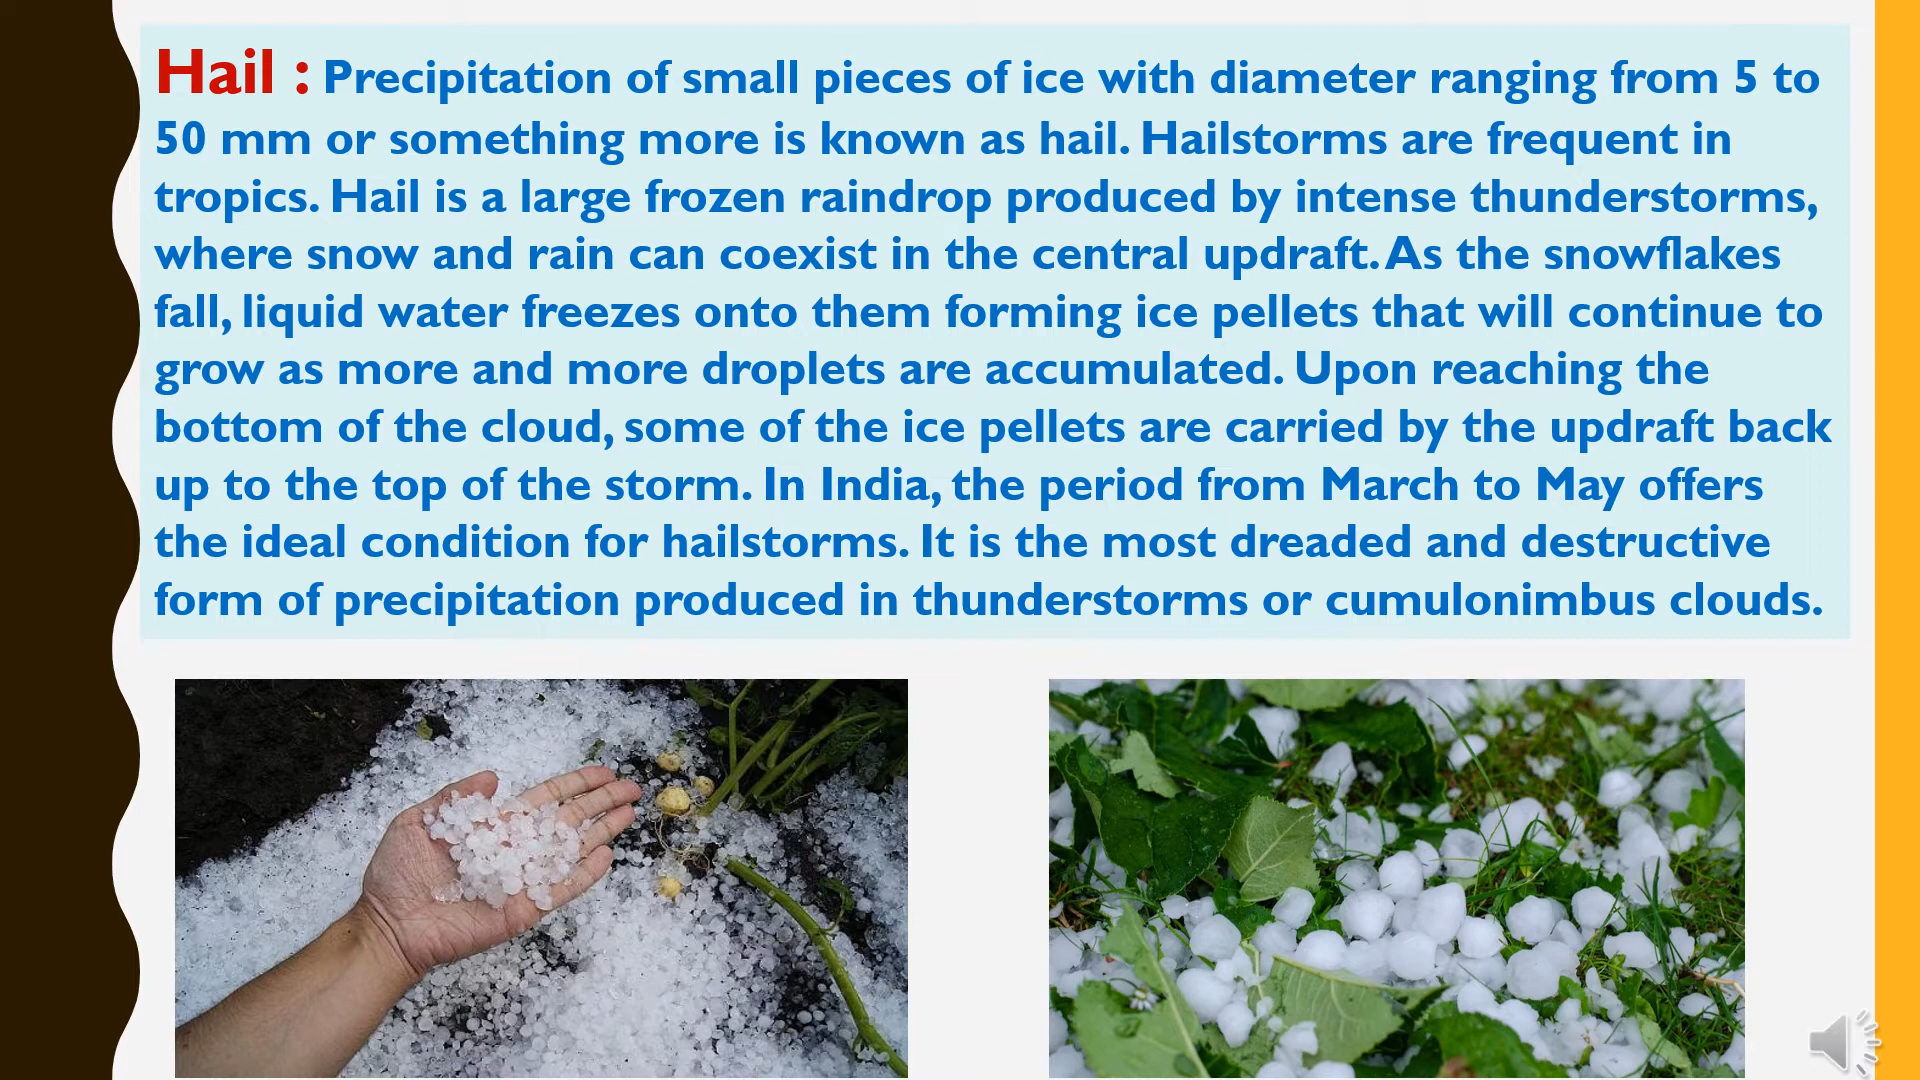 Hail : Precipitation of small pieces of ice with diameter ranging from 5 to
50 mm or something more is known as hail. Hailstorms are frequent in
tropics. Hail is a large frozen raindrop produced by intense thunderstorms,
where snow and rain can coexist in the central updraft. As the snowflakes
fall, liquid water freezes onto them forming ice pellets that will continue to
grow as more and more droplets are accumulated. Upon reaching the
bottom of the cloud, some of the ice pellets are carried by the updraft back
up to the top of the storm. In India, the period from March to May offers
the ideal condition for hailstorms. It is the most dreaded and destructive
form of precipitation produced in thunderstorms or cumulonimbus clouds.